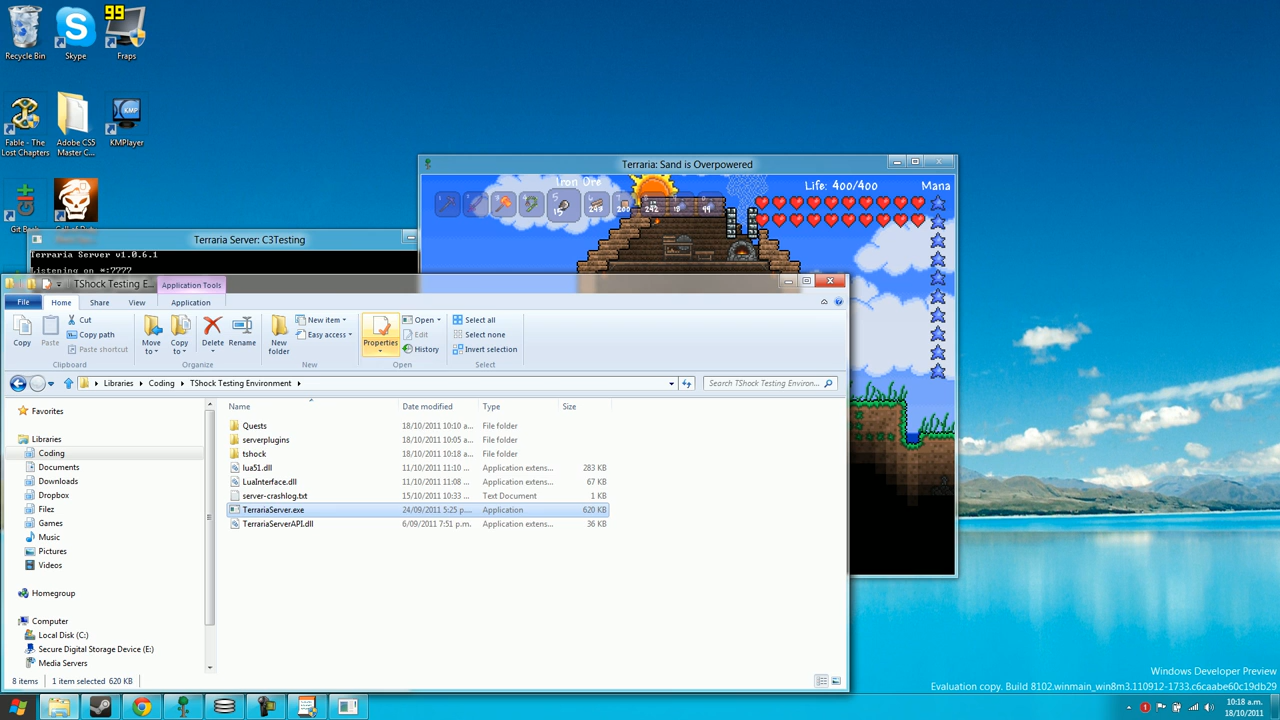 99
Recycle Bin
Skype
Fraps
Fable - The
Lost Chapters
Adobe CS5
Master C...
KMP
KMPlayer
Git Bash
Terraria: Sand is Overpowered
Iron Ore
Life: 400/400
Mana
5
15
249
200
242
19
99
Terraria Server: C3Testing
Terraria Server v1.0.6.1
Listening on *:7777
TShock Testing E...
Application Tools
File
Home
Share
View
Application
Copy
Paste
Cut
Copy path
Paste shortcut
Clipboard
Move
to
Copy
to
Delete
Rename
Organize
New
folder
New item
Easy access
New
Properties
Open
Edit
History
Open
Select all
Select none
Invert selection
Select
Libraries
Coding
TShock Testing Environment
Search TShock Testing Environ...
Name
Date modified
Type
Size
Quests 18/10/2011 10:10 a... File folder
serverplugins 18/10/2011 10:05 a... File folder
tshock 18/10/2011 10:18 a... File folder
lua51.dll 11/10/2011 11:10 ... Application extens... 283 KB
LuaInterface.dll 11/10/2011 11:08 ... Application extens... 67 KB
server-crashlog.txt 15/10/2011 10:33 ... Text Document 1 KB
TerrariaServer.exe 24/09/2011 5:25 p.m. Application 620 KB
TerrariaServerAPI.dll 6/09/2011 7:51 p.m. Application extens... 36 KB
Favorites
Libraries
Coding
Documents
Downloads
Dropbox
Filez
Games
Music
Pictures
Videos
Homegroup
Computer
Local Disk (C:)
Secure Digital Storage Device (E:)
Media Servers
8 items
1 item selected 620 KB
Windows Developer Preview
Evaluation copy. Build 8102.winmain_win8m3.110912-1733.c6caabe60c19db29
10:18 a.m.
18/10/2011